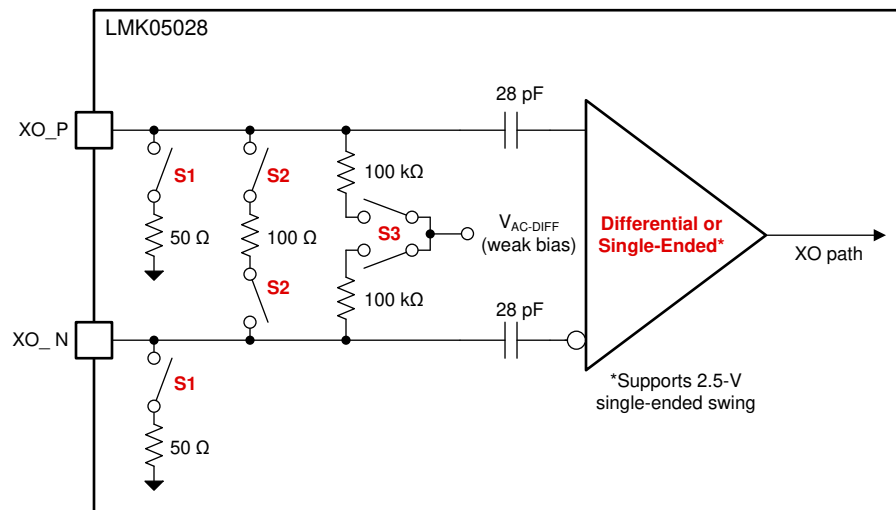 LMK05028
XO_P
S1
50 Ω
S2
100 Ω
S2
100 kΩ
S3
100 kΩ
V_AC-DIFF
(weak bias)
28 pF
28 pF
Differential or
Single-Ended*
XO path
*Supports 2.5-V
single-ended swing
XO_ N
S1
50 Ω